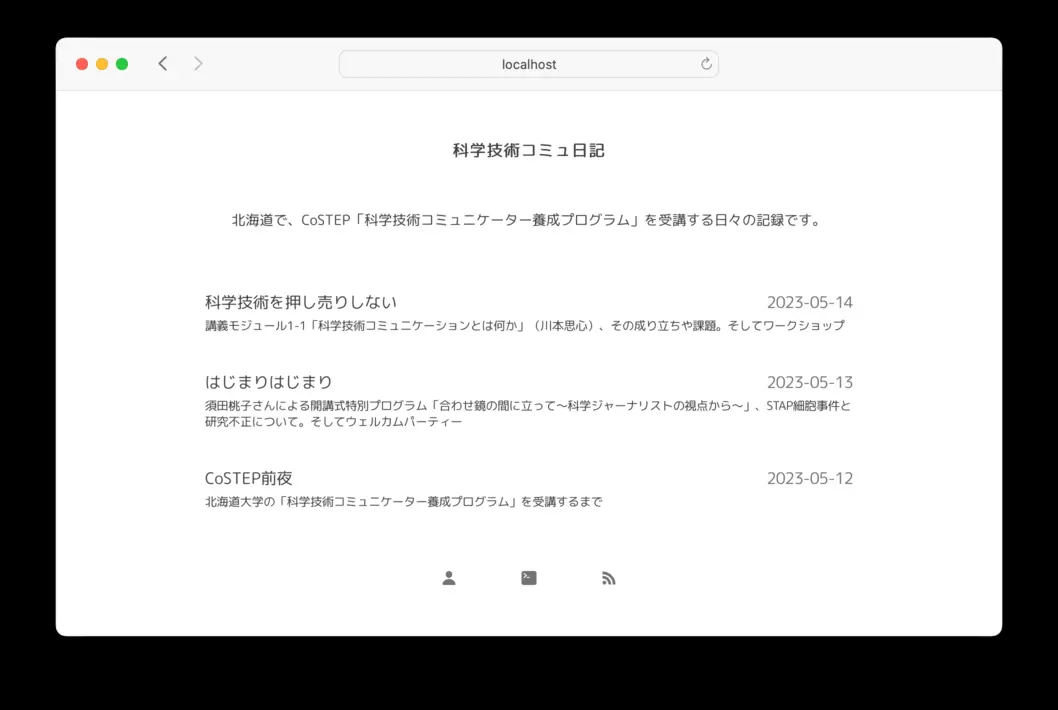 localhost
科学技術コミュ日記
北海道で、CoSTEP「科学技術コミュニケーター養成プログラム」を受講する日々の記録です。
科学技術を押し売りしない 2023-05-14
講義モジュール1-1「科学技術コミュニケーションとは何か」（川本思心）、その成り立ちや課題。そしてワークショップ
はじまりはじまり 2023-05-13
須田桃子さんによる開講式特別プログラム「合わせ鏡の間に立って〜科学ジャーナリストの視点から〜」、STAP細胞事件と
研究不正について。そしてウェルカムパーティー
CoSTEP前夜 2023-05-12
北海道大学の「科学技術コミュニケーター養成プログラム」を受講するまで